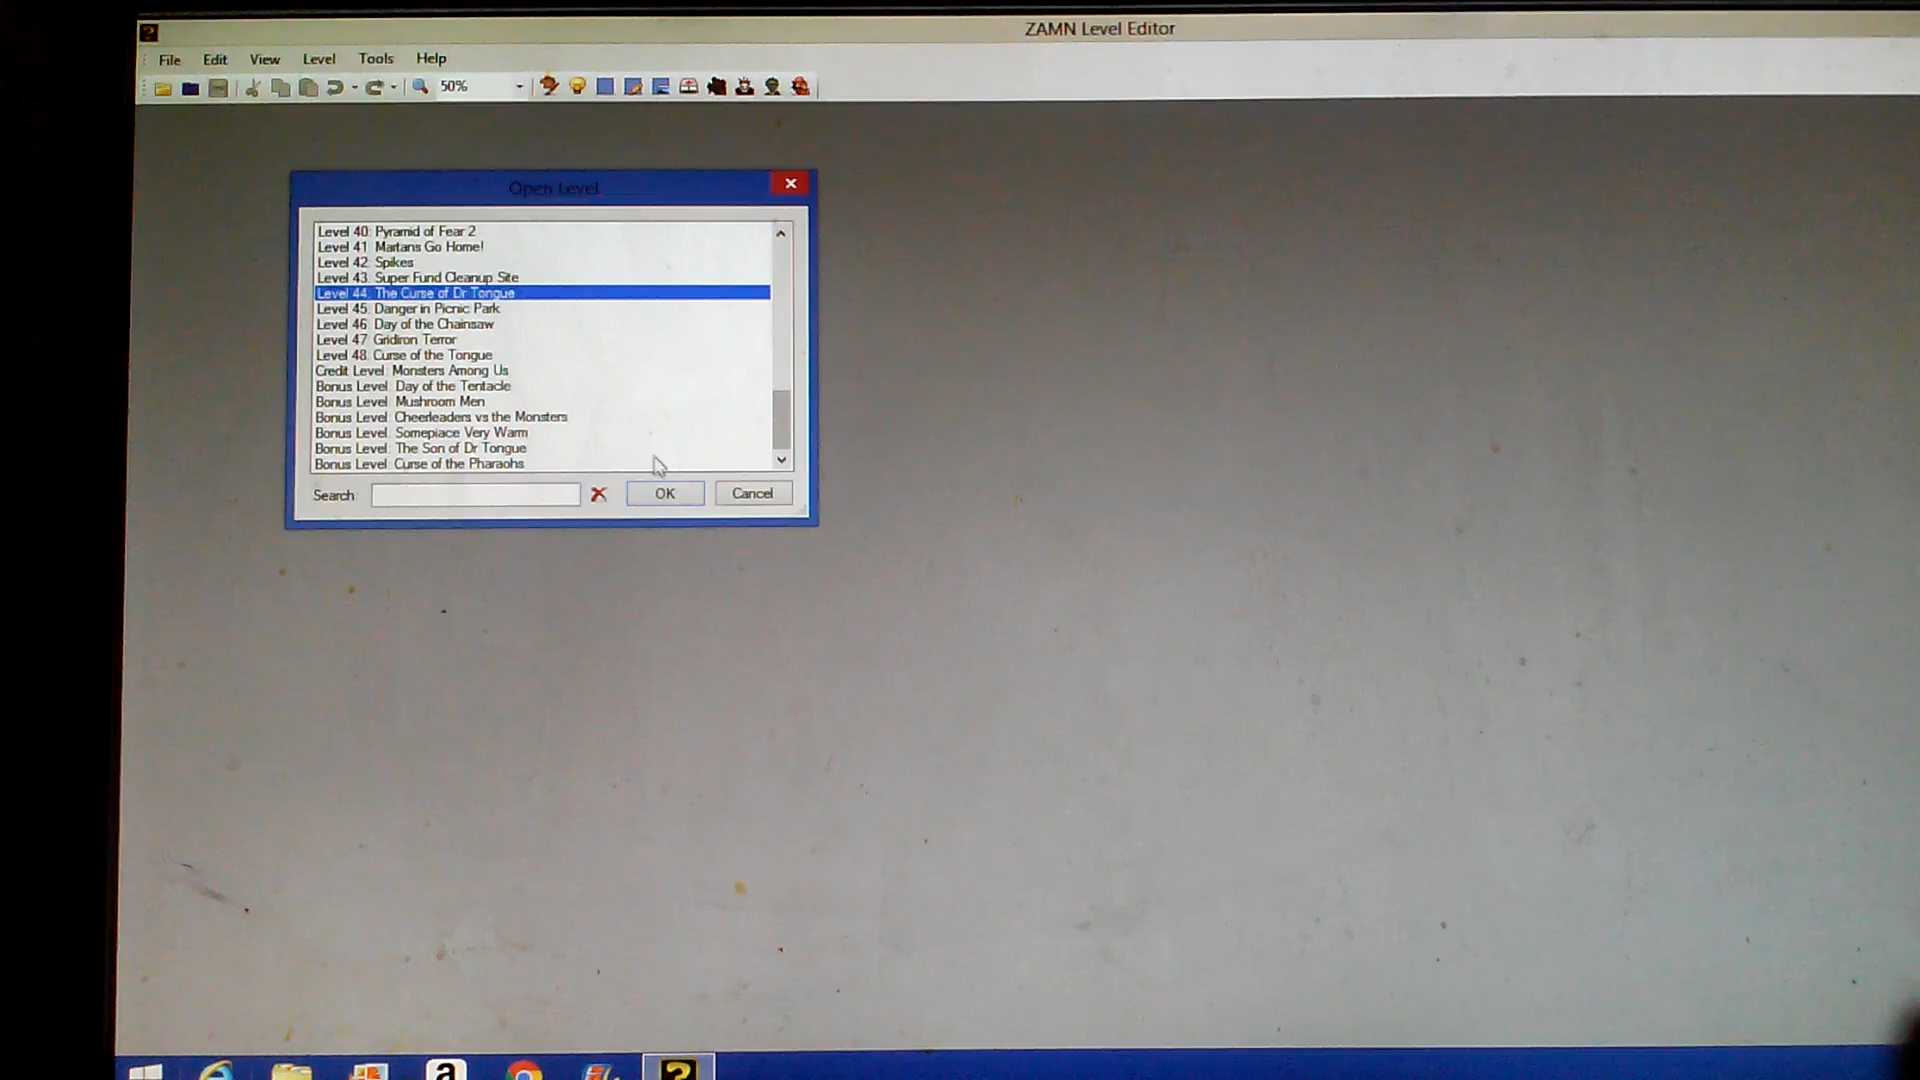 ZAMN Level Editor
File Edit View Level Tools Help
50%
Open Level
Level 40: Pyramid of Fear 2
Level 41: Martans Go Home!
Level 42: Spikes
Level 43: Super Fund Cleanup Site
Level 44: The Curse of Dr Tongue
Level 45: Danger in Picnic Park
Level 46: Day of the Chainsaw
Level 47: Gridiron Terror
Level 48: Curse of the Tongue
Credit Level: Monsters Among Us
Bonus Level: Day of the Tentacle
Bonus Level: Mushroom Men
Bonus Level: Cheerleaders vs the Monsters
Bonus Level: Someplace Very Warm
Bonus Level: The Son of Dr Tongue
Bonus Level: Curse of the Pharaohs
Search: OK Cancel
a